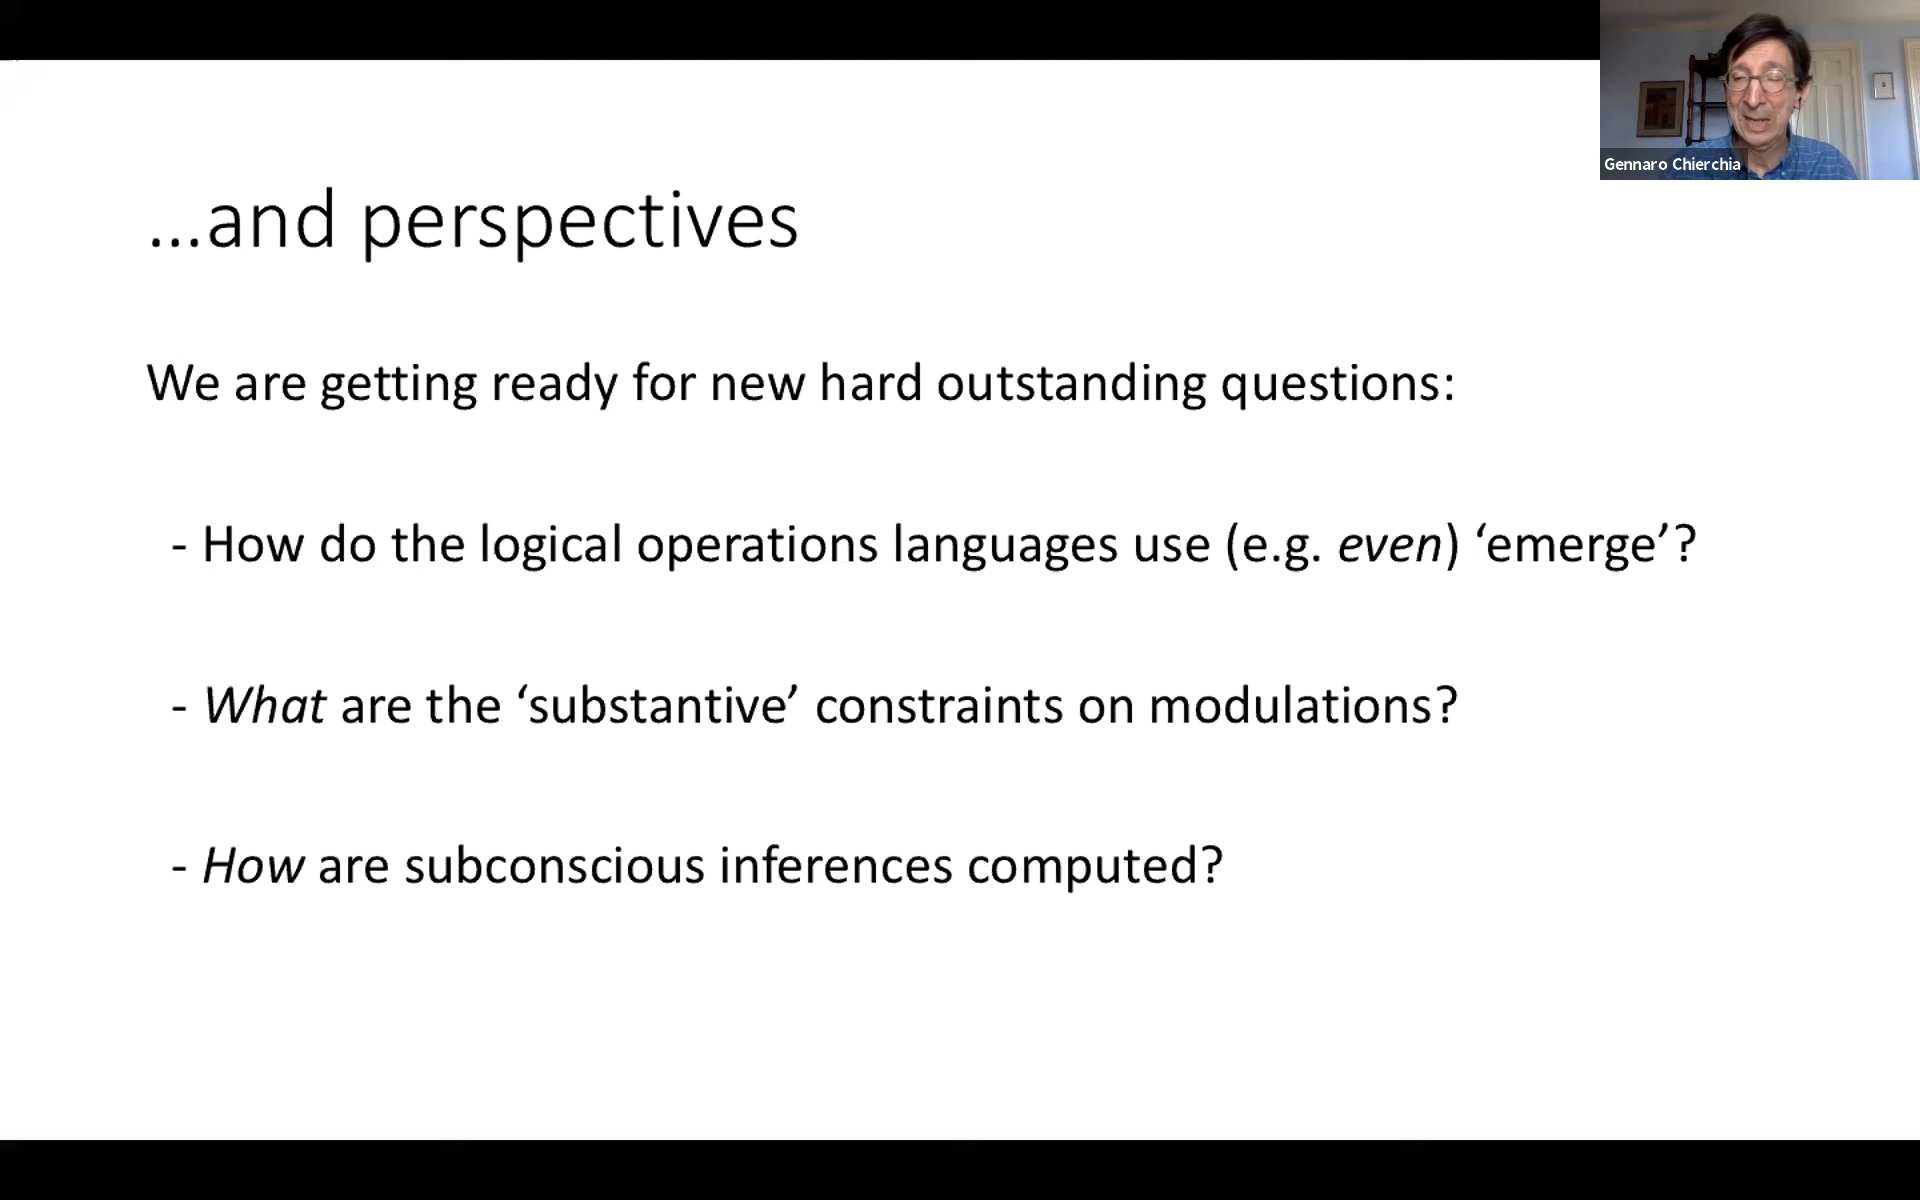 Gennaro Chierchia
...and perspectives
We are getting ready for new hard outstanding questions:
- How do the logical operations languages use (e.g. even) ‘emerge’?
- What are the ‘substantive’ constraints on modulations?
- How are subconscious inferences computed?